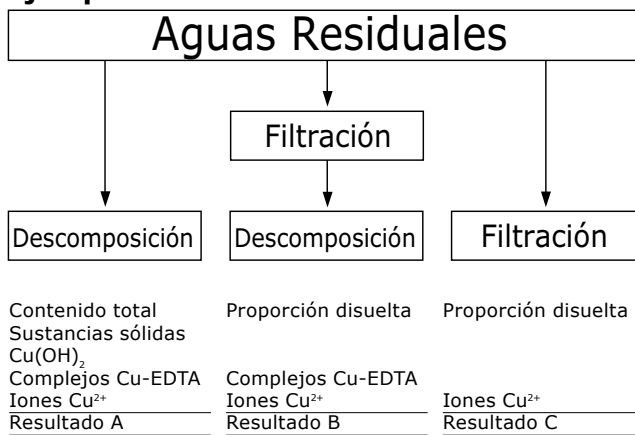 Aguas Residuales
Filtración
Descomposición
Descomposición
Filtración
Contenido total
Sustancias sólidas
Cu(OH)₂
Complejos Cu-EDTA
Iones Cu²⁺
Resultado A
Proporción disuelta
Complejos Cu-EDTA
Iones Cu²⁺
Resultado B
Proporción disuelta
Iones Cu²⁺
Resultado C